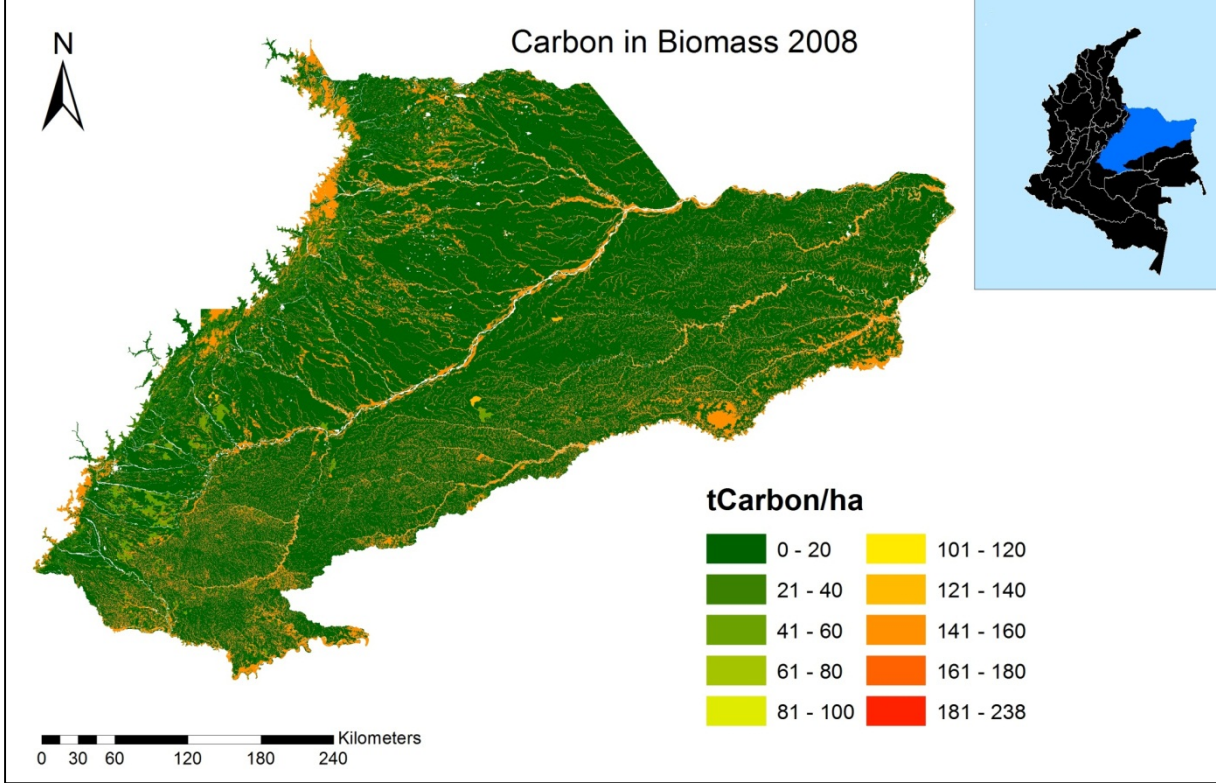 N
Carbon in Biomass 2008
tCarbon/ha
0 - 20
21 - 40
41 - 60
61 - 80
81 - 100
101 - 120
121 - 140
141 - 160
161 - 180
181 - 238
Kilometers
0 30 60 120 180 240